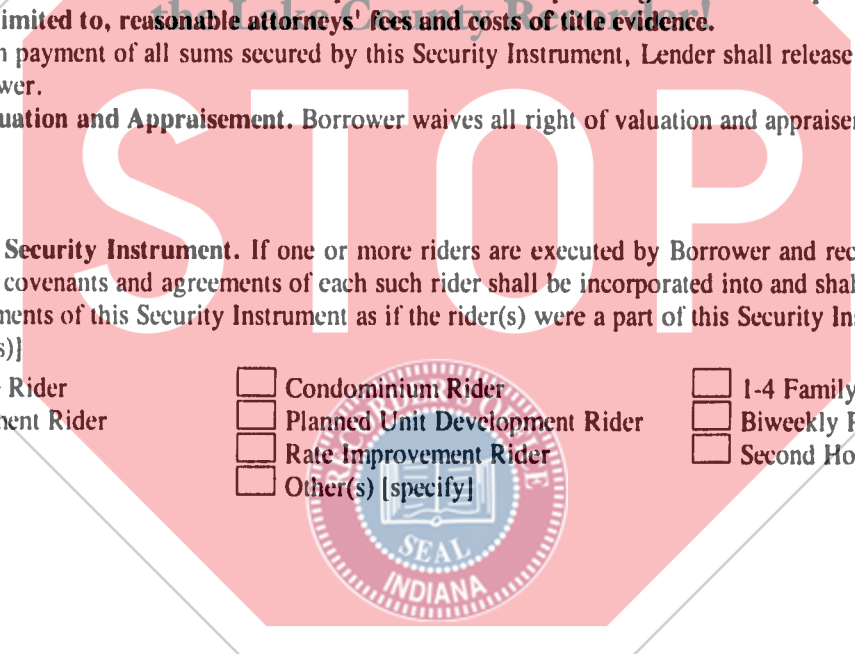 the Lake County Recorder!
imited to, reasonable attorneys' fees and costs of title evidence.
payment of all sums secured by this Security Instrument, Lender shall release
wer.
uation and Appraisement. Borrower waives all right of valuation and appraise
STOP
Security Instrument. If one or more riders are executed by Borrower and rec
covenants and agreements of each such rider shall be incorporated into and shal
ments of this Security Instrument as if the rider(s) were a part of this Security Ins
s)]
Rider Condominium Rider 1-4 Family
ment Rider Planned Unit Development Rider Biweekly P
Rate Improvement Rider Second Ho
Other(s) [specify]
RECORDER'S OFFICE
SEAL
INDIANA